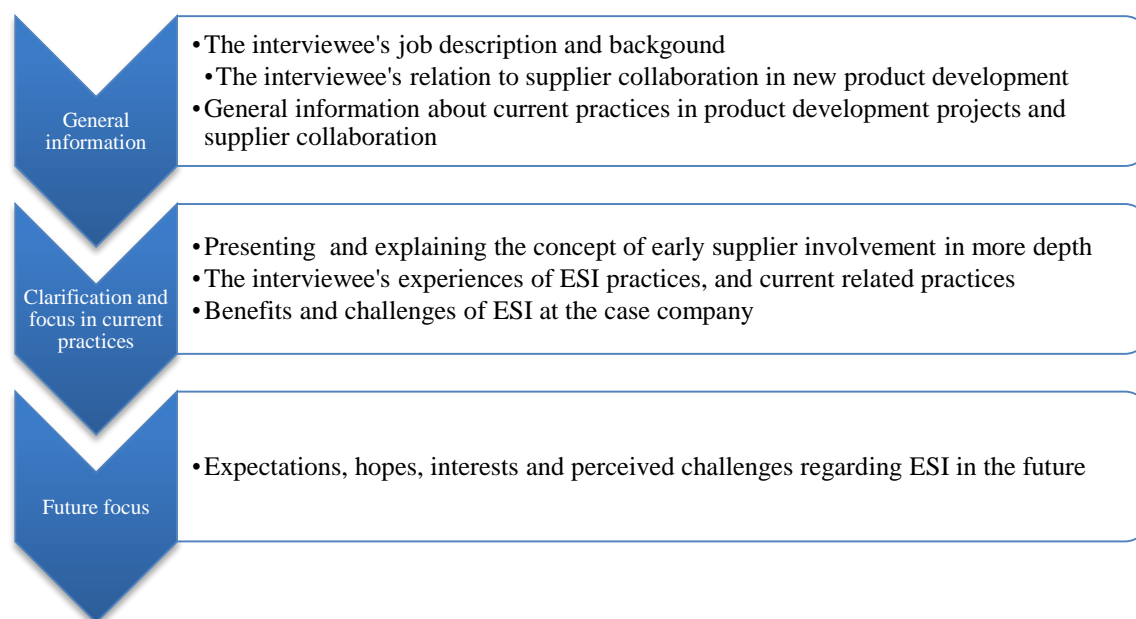 General
information
•The interviewee's job description and backgound
•The interviewee's relation to supplier collaboration in new product development
•General information about current practices in product development projects and
supplier collaboration
Clarification and
focus in current
practices
•Presenting and explaining the concept of early supplier involvement in more depth
•The interviewee's experiences of ESI practices, and current related practices
•Benefits and challenges of ESI at the case company
Future focus
•Expectations, hopes, interests and perceived challenges regarding ESI in the future